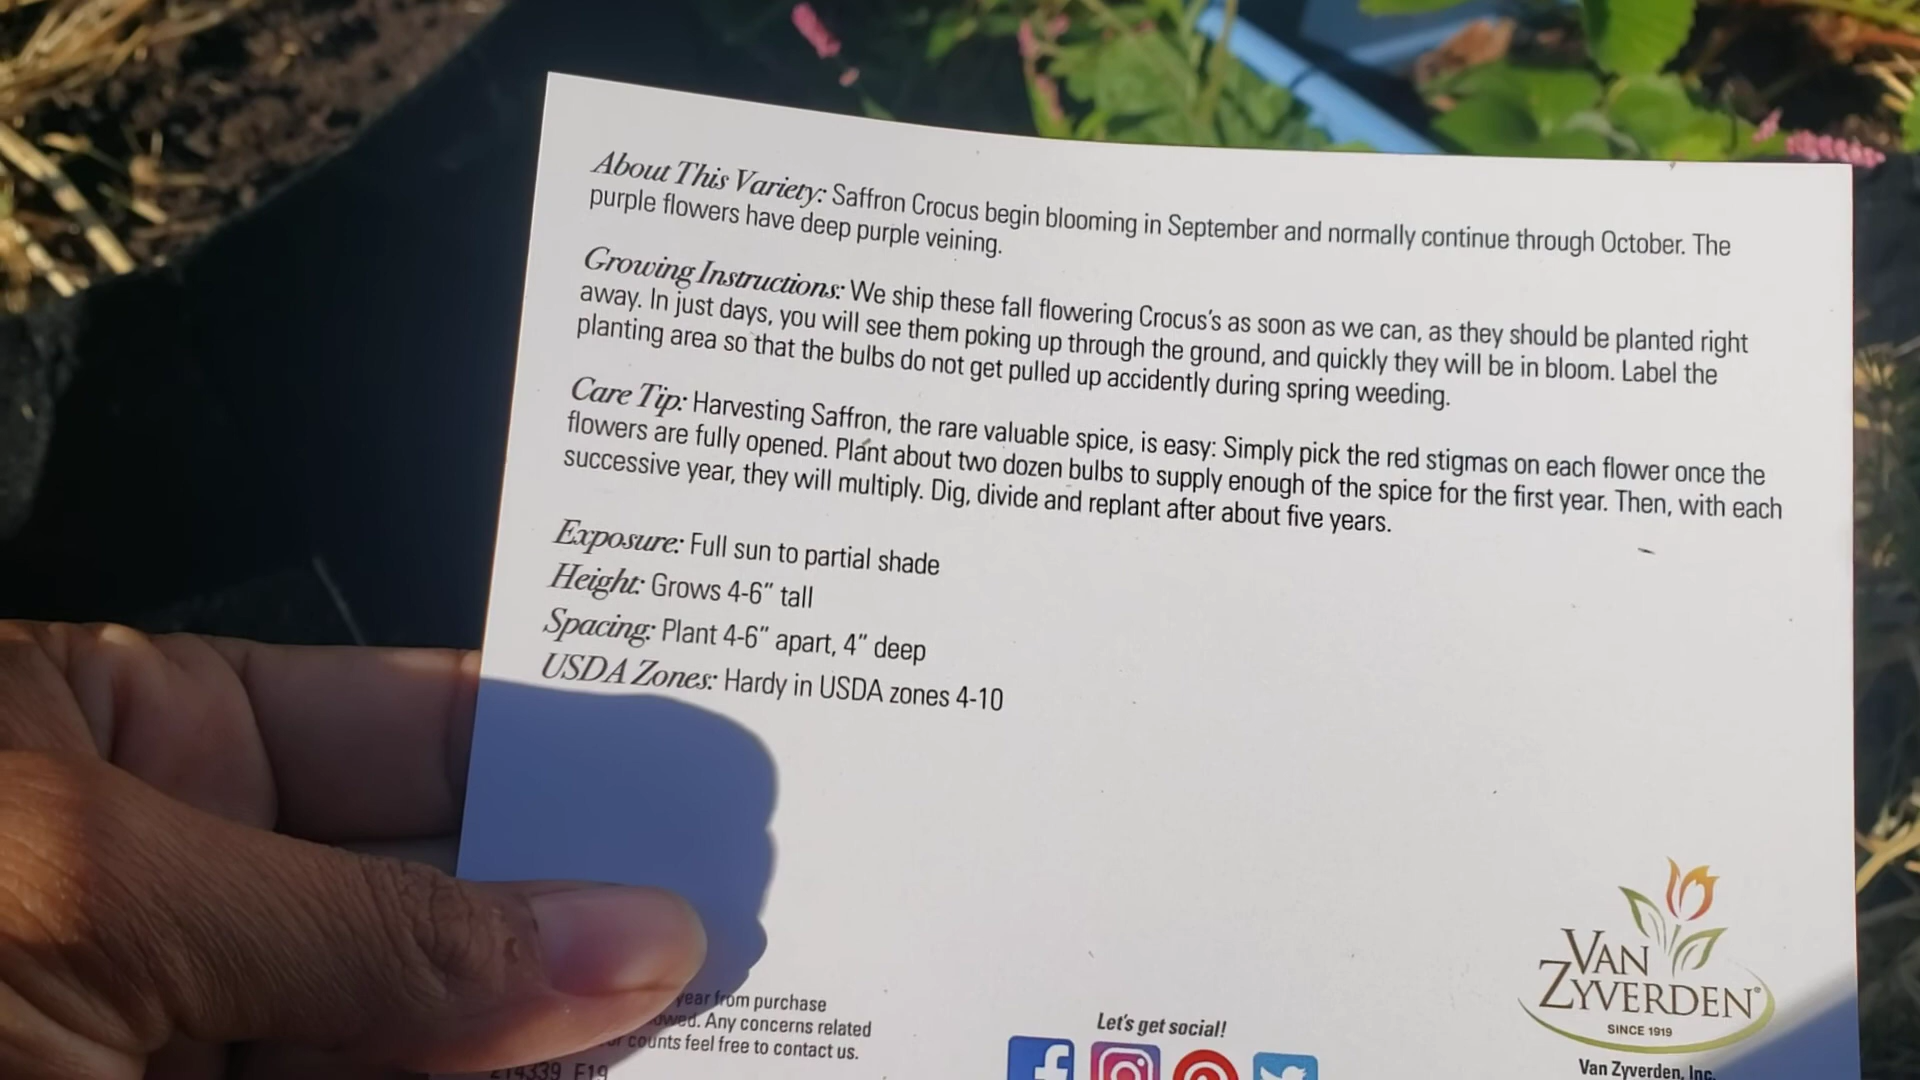 About This Variety: Saffron Crocus begin blooming in September and normally continue through October. The
purple flowers have deep purple veining.
Growing Instructions: We ship these fall flowering Crocus's as soon as we can, as they should be planted right
away. In just days, you will see them poking up through the ground, and quickly they will be in bloom. Label the
planting area so that the bulbs do not get pulled up accidently during spring weeding.
Care Tip: Harvesting Saffron, the rare valuable spice, is easy: Simply pick the red stigmas on each flower once the
flowers are fully opened. Plant about two dozen bulbs to supply enough of the spice for the first year. Then, with each
successive year, they will multiply. Dig, divide and replant after about five years.
Exposure: Full sun to partial shade
Height: Grows 4-6" tall
Spacing: Plant 4-6" apart, 4" deep
USDA Zones: Hardy in USDA zones 4-10
year from purchase
Any concerns related
counts feel free to contact us.
F19
Let's get social!
VAN
ZYVERDEN®
SINCE 1919
Van Zyverden, Inc.